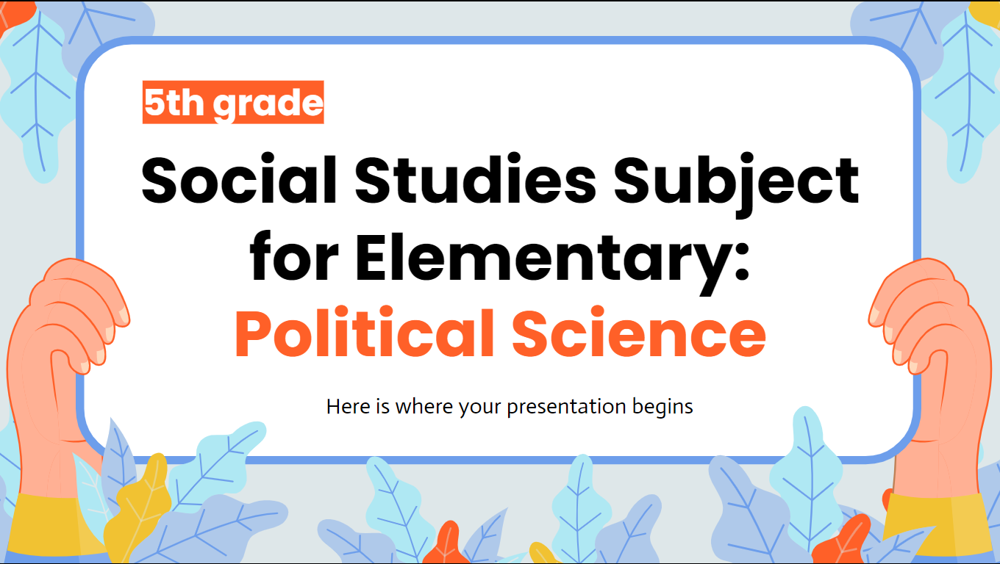 5th grade
Social Studies Subject
for Elementary:
Political Science
Here is where your presentation begins